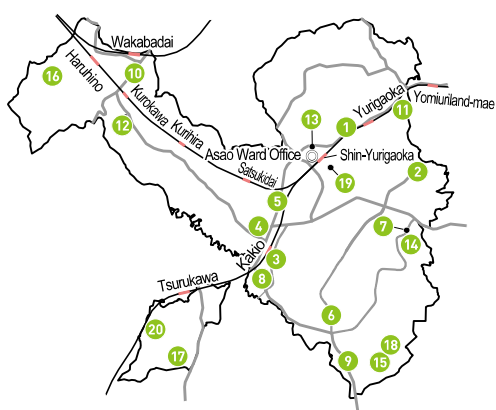 Wakabadai
Haruhino
16
10
Kurokawa
12
Kurihira
Yurigaoka
Yomiuriland-mae
11
13
1
Asao Ward Office
Shin-Yurigaoka
Satsukidai
19
2
5
4
7
14
Kakio
3
8
Tsurukawa
6
20
17
18
9
15